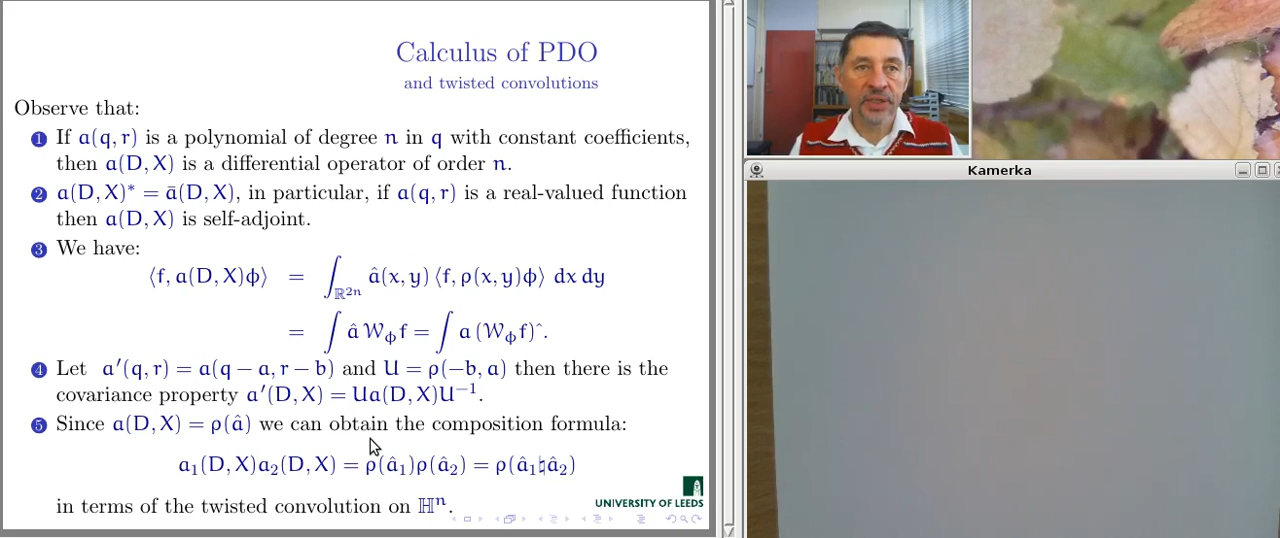 Calculus of PDO
and twisted convolutions
Observe that:
1 If a(q, r) is a polynomial of degree n in q with constant coefficients,
then a(D, X) is a differential operator of order n.
2 a(D, X)* = ā(D, X), in particular, if a(q, r) is a real-valued function
then a(D, X) is self-adjoint.
3 We have:
⟨f, a(D, X)ϕ⟩ = ∫_{ℝ^{2n}} â(x, y) ⟨f, ρ(x, y)ϕ⟩ dx dy
= ∫ â 𝒲_ϕ f = ∫ a (𝒲_ϕ f)ˆ.
4 Let a′(q, r) = a(q − a, r − b) and U = ρ(−b, a) then there is the
covariance property a′(D, X) = Ua(D, X)U⁻¹.
5 Since a(D, X) = ρ(â) we can obtain the composition formula:
a₁(D, X)a₂(D, X) = ρ(â₁)ρ(â₂) = ρ(â₁♮â₂)
in terms of the twisted convolution on ℍⁿ.
UNIVERSITY OF LEEDS
Kamerka